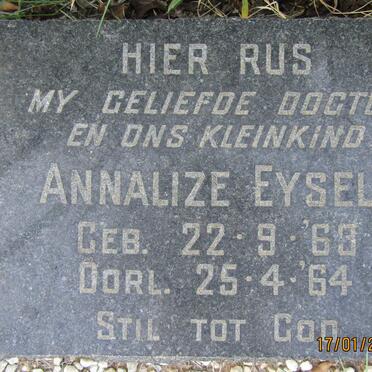 HIER RUS
MY GELIEFDE DOGT
EN ONS KLEINKIND
ANNALIZE EYSEL
GEB. 22·9·'63
OORL. 25·4·'64
STIL TOT GOD
17/01/2